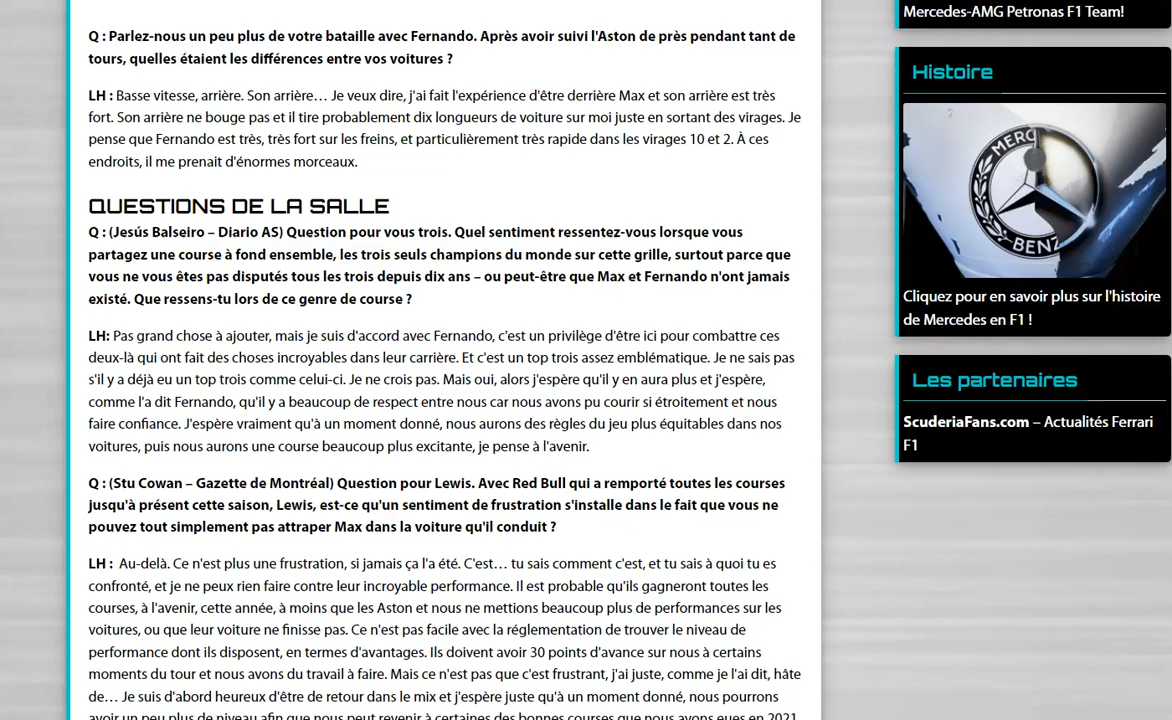 Q : Parlez-nous un peu plus de votre bataille avec Fernando. Après avoir suivi l'Aston de près pendant tant de
tours, quelles étaient les différences entre vos voitures ?
LH : Basse vitesse, arrière. Son arrière… Je veux dire, j'ai fait l'expérience d'être derrière Max et son arrière est très
fort. Son arrière ne bouge pas et il tire probablement dix longueurs de voiture sur moi juste en sortant des virages. Je
pense que Fernando est très, très fort sur les freins, et particulièrement très rapide dans les virages 10 et 2. À ces
endroits, il me prenait d'énormes morceaux.
QUESTIONS DE LA SALLE
Q : (Jesús Balseiro – Diario AS) Question pour vous trois. Quel sentiment ressentez-vous lorsque vous
partagez une course à fond ensemble, les trois seuls champions du monde sur cette grille, surtout parce que
vous ne vous êtes pas disputés tous les trois depuis dix ans – ou peut-être que Max et Fernando n'ont jamais
existé. Que ressens-tu lors de ce genre de course ?
LH: Pas grand chose à ajouter, mais je suis d'accord avec Fernando, c'est un privilège d'être ici pour combattre ces
deux-là qui ont fait des choses incroyables dans leur carrière. Et c'est un top trois assez emblématique. Je ne sais pas
s'il y a déjà eu un top trois comme celui-ci. Je ne crois pas. Mais oui, alors j'espère qu'il y en aura plus et j'espère,
comme l'a dit Fernando, qu'il y a beaucoup de respect entre nous car nous avons pu courir si étroitement et nous
faire confiance. J'espère vraiment qu'à un moment donné, nous aurons des règles du jeu plus équitables dans nos
voitures, puis nous aurons une course beaucoup plus excitante, je pense à l'avenir.
Q : (Stu Cowan – Gazette de Montréal) Question pour Lewis. Avec Red Bull qui a remporté toutes les courses
jusqu'à présent cette saison, Lewis, est-ce qu'un sentiment de frustration s'installe dans le fait que vous ne
pouvez tout simplement pas attraper Max dans la voiture qu'il conduit ?
LH : Au-delà. Ce n'est plus une frustration, si jamais ça l'a été. C'est… tu sais comment c'est, et tu sais à quoi tu es
confronté, et je ne peux rien faire contre leur incroyable performance. Il est probable qu'ils gagneront toutes les
courses, à l'avenir, cette année, à moins que les Aston et nous ne mettions beaucoup plus de performances sur les
voitures, ou que leur voiture ne finisse pas. Ce n'est pas facile avec la réglementation de trouver le niveau de
performance dont ils disposent, en termes d'avantages. Ils doivent avoir 30 points d'avance sur nous à certains
moments du tour et nous avons du travail à faire. Mais ce n'est pas que c'est frustrant, j'ai juste, comme je l'ai dit, hâte
de… Je suis d'abord heureux d'être de retour dans le mix et j'espère juste qu'à un moment donné, nous pourrons
avoir un peu plus de niveau afin que nous peut revenir à certaines des bonnes courses que nous avons eues en 2021
Mercedes-AMG Petronas F1 Team!
Histoire
MERC
BENZ
Cliquez pour en savoir plus sur l'histoire
de Mercedes en F1 !
Les partenaires
ScuderiaFans.com – Actualités Ferrari
F1